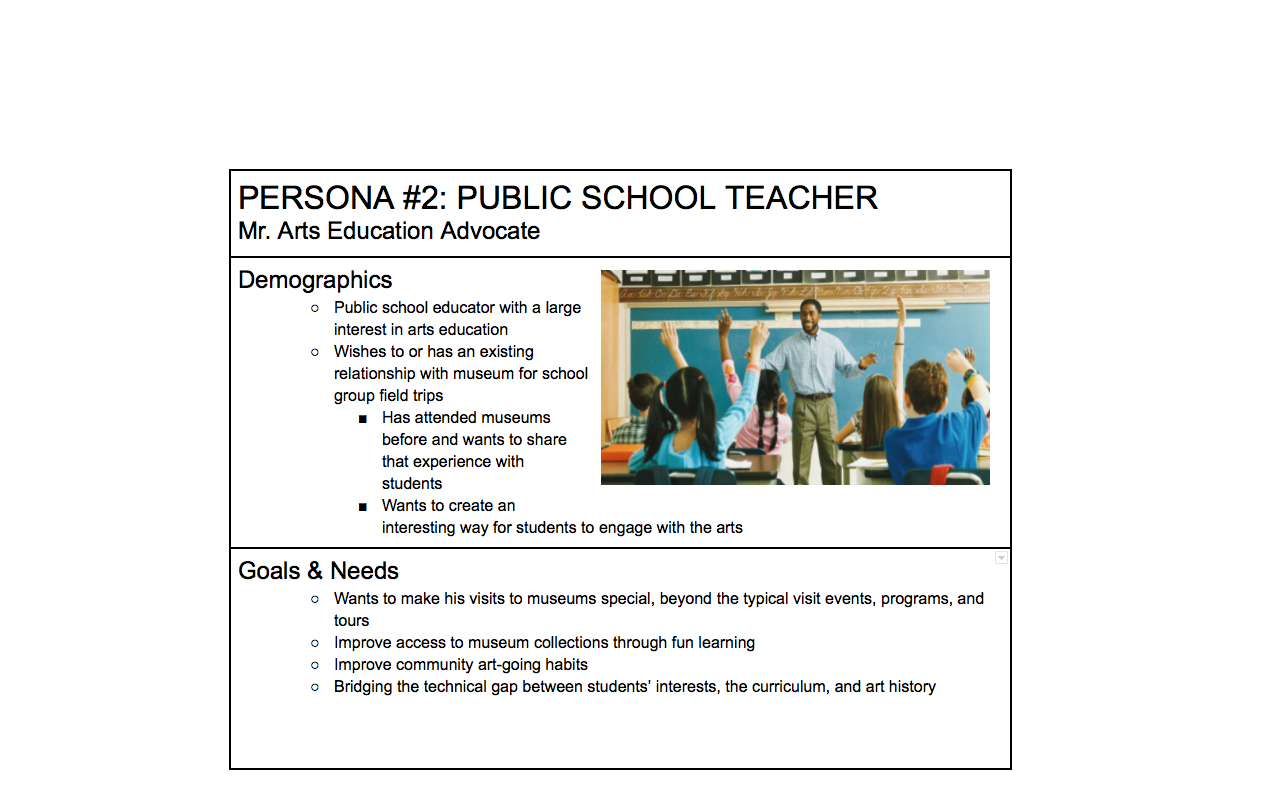 PERSONA #2: PUBLIC SCHOOL TEACHER
Mr. Arts Education Advocate
Demographics
Public school educator with a large
interest in arts education
Wishes to or has an existing
relationship with museum for school
group field trips
Has attended museums
before and wants to share
that experience with
students
Wants to create an
interesting way for students to engage with the arts
Goals & Needs
Wants to make his visits to museums special, beyond the typical visit events, programs, and
tours
Improve access to museum collections through fun learning
Improve community art-going habits
Bridging the technical gap between students’ interests, the curriculum, and art history